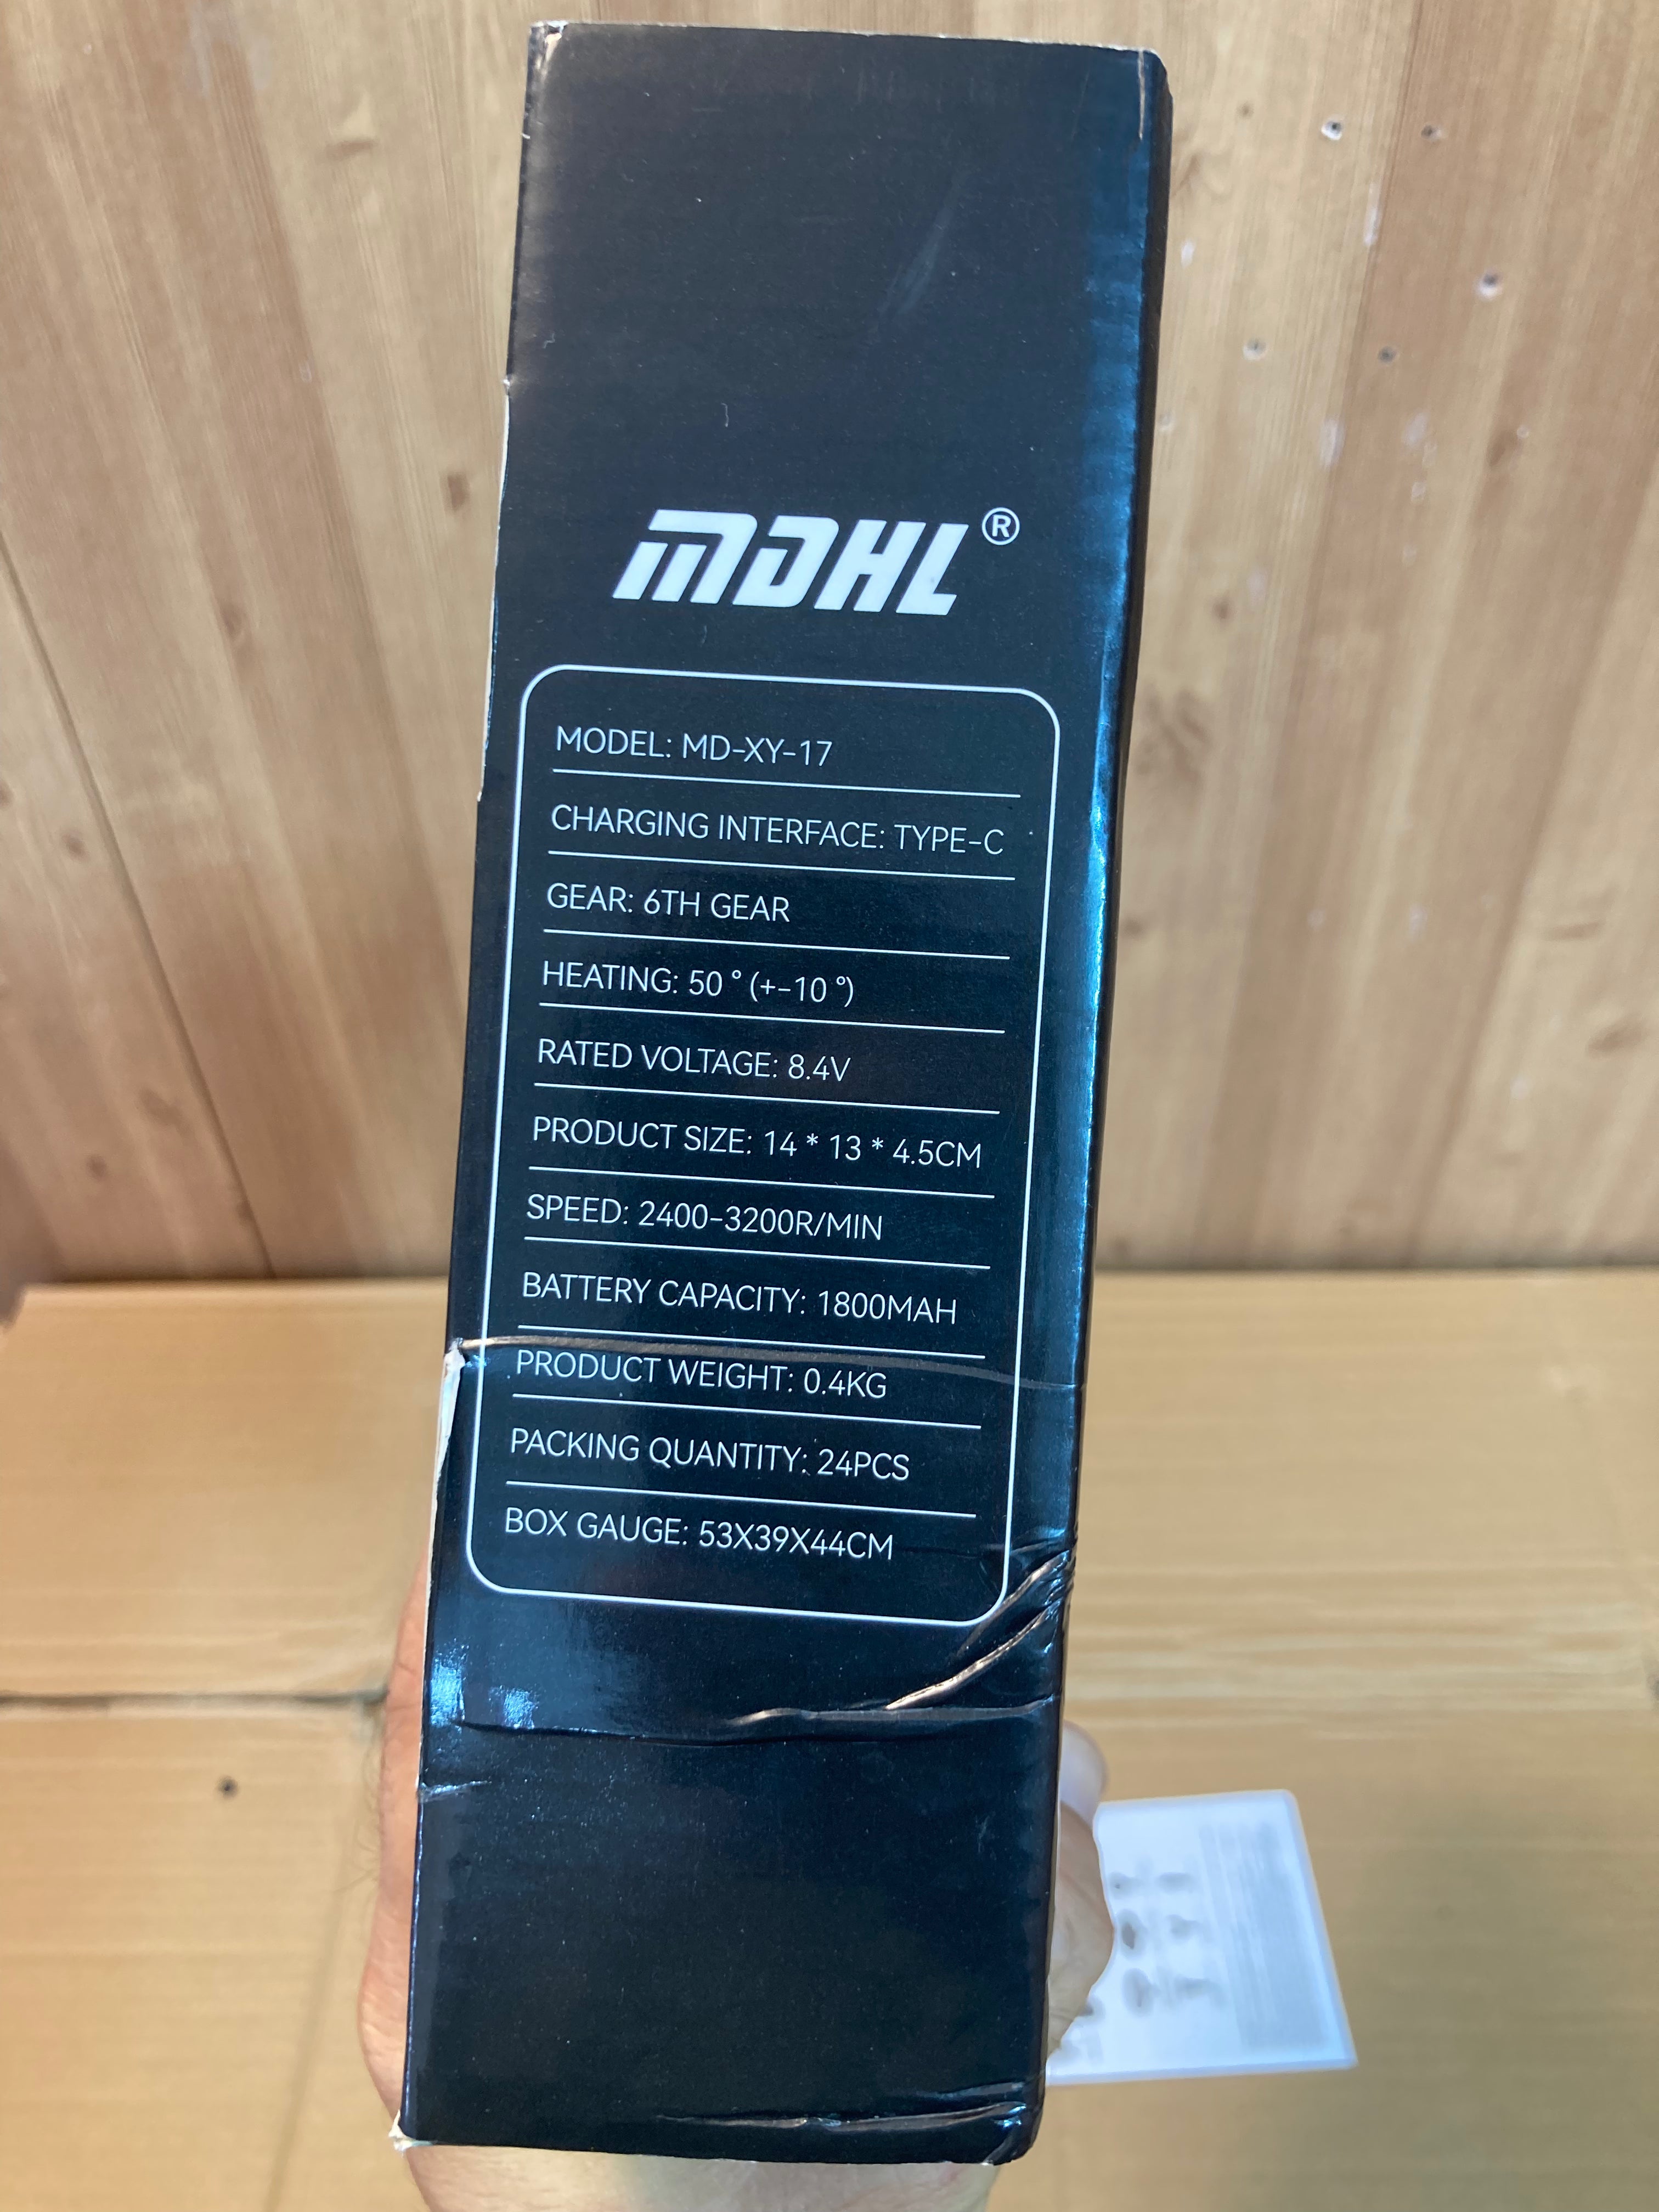 MDHL®
MODEL: MD-XY-17
CHARGING INTERFACE: TYPE-C
GEAR: 6TH GEAR
HEATING: 50 ° (+-10 °)
RATED VOLTAGE: 8.4V
PRODUCT SIZE: 14 * 13 * 4.5CM
SPEED: 2400-3200R/MIN
BATTERY CAPACITY: 1800MAH
PRODUCT WEIGHT: 0.4KG
PACKING QUANTITY: 24PCS
BOX GAUGE: 53X39X44CM